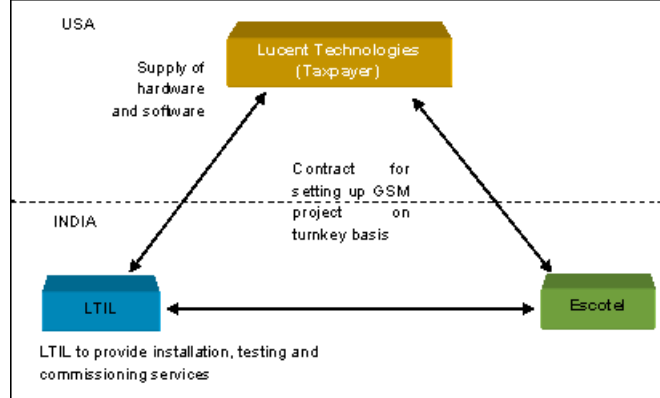 USA
Lucent Technologies
(Taxpayer)
Supply of
hardware
and software
Contract for
setting up GSM
project on
turnkey basis
INDIA
LTIL
Escotel
LTIL to provide installation, testing and
commissioning services